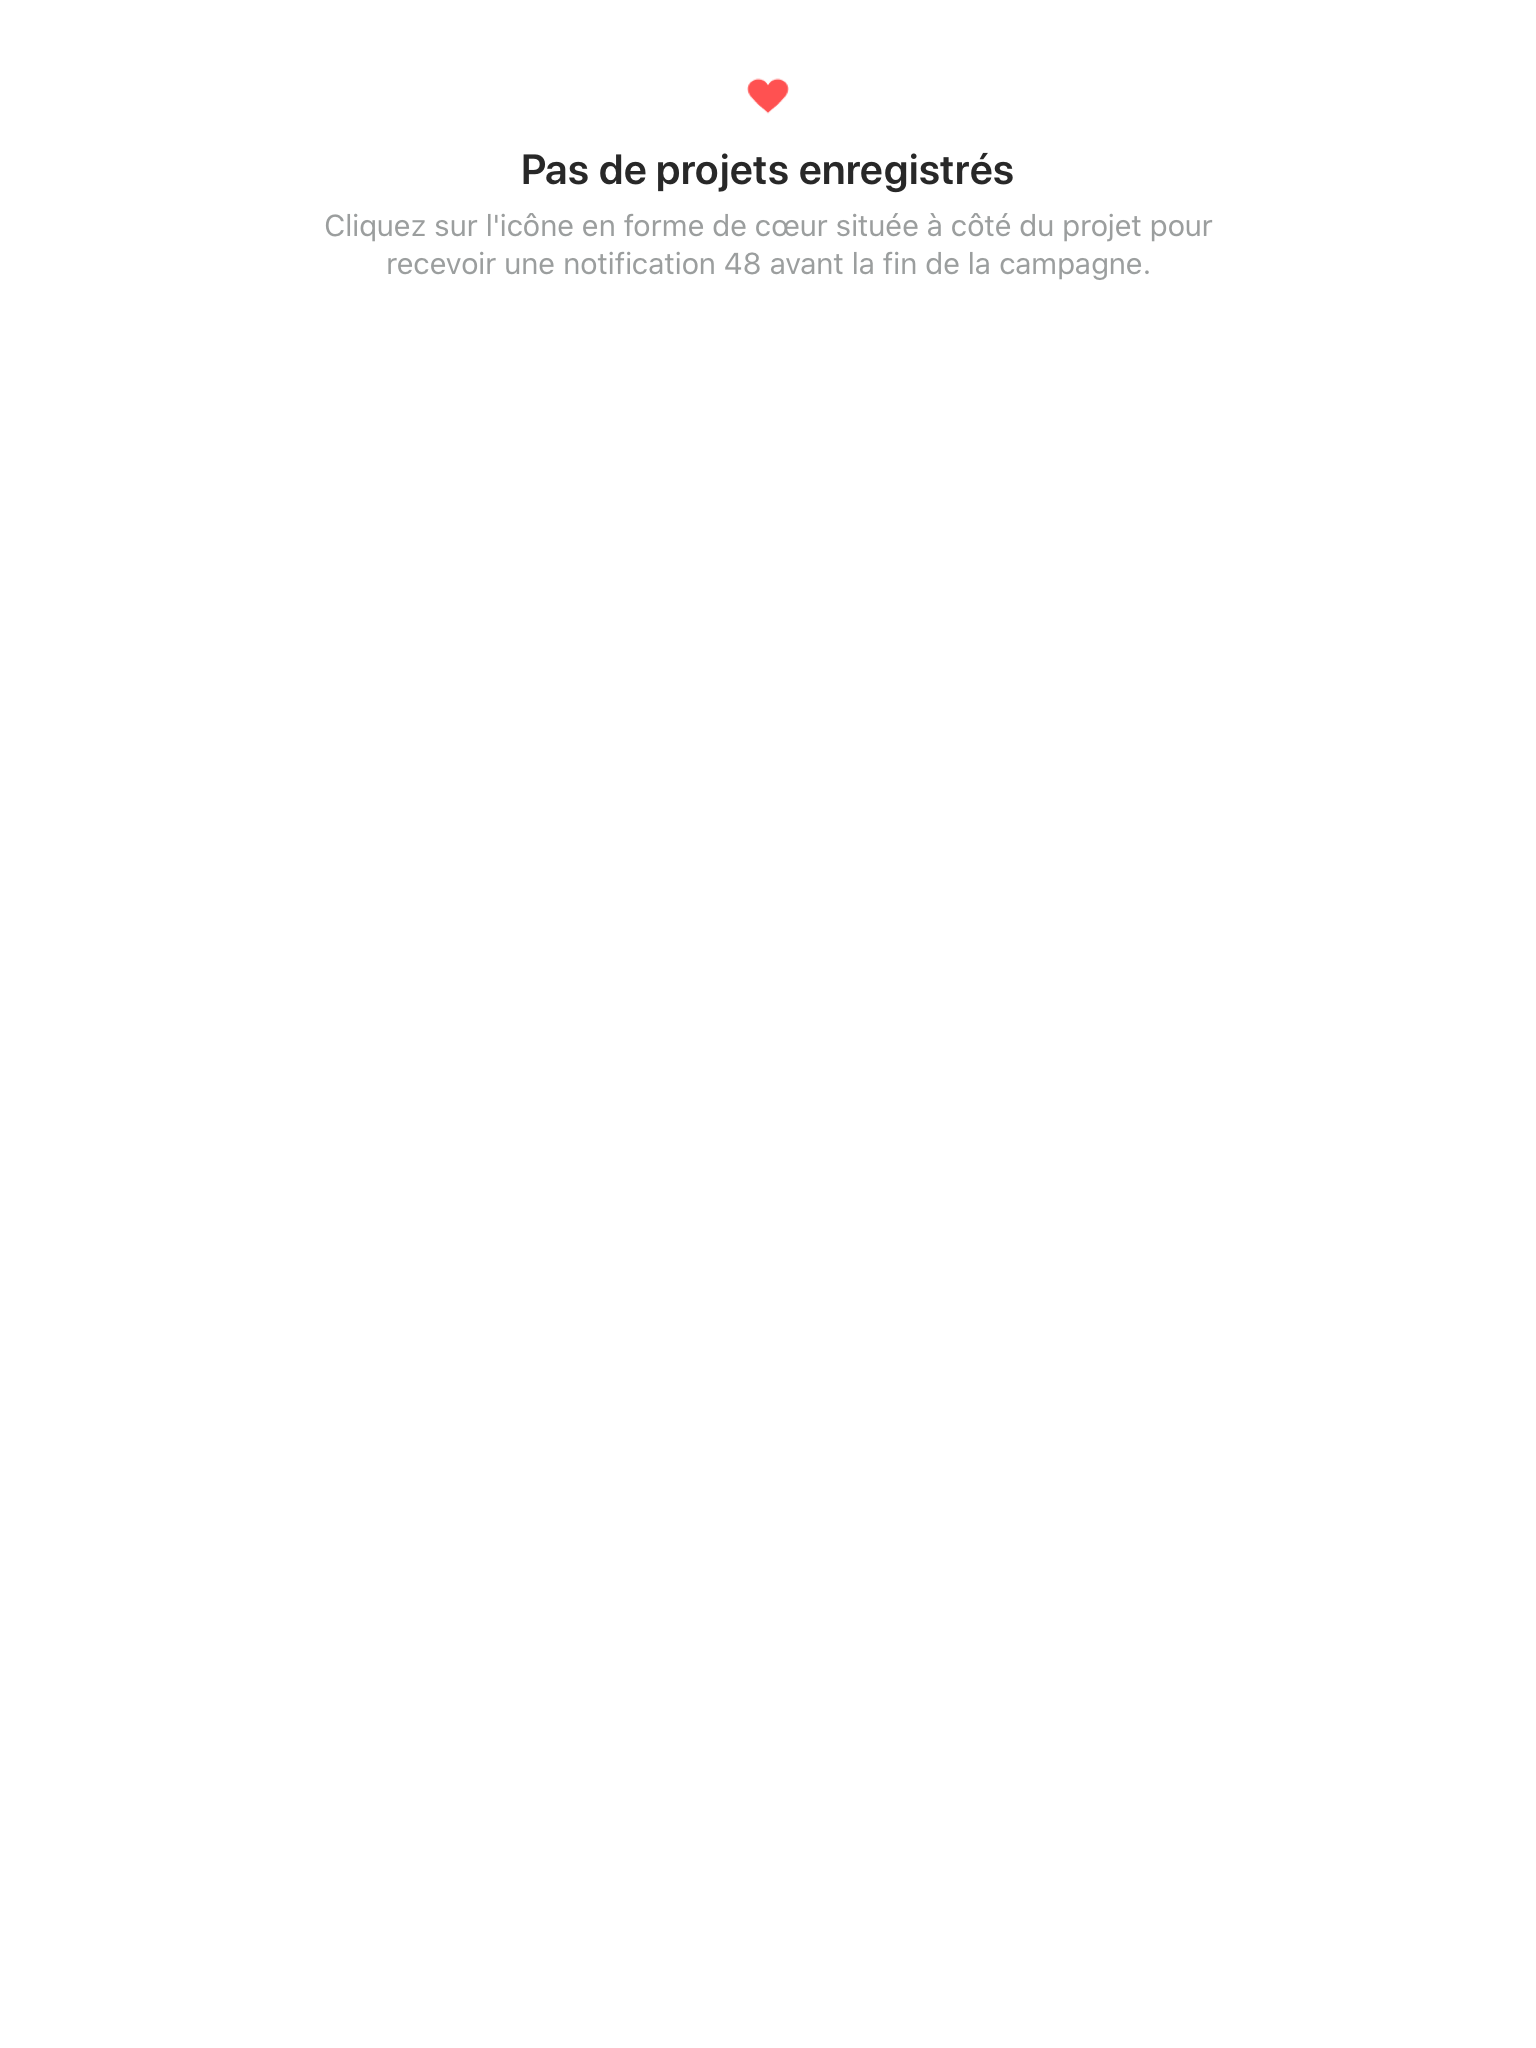 Pas de projets enregistrés
Cliquez sur l'icône en forme de cœur située à côté du projet pour
recevoir une notification 48 avant la fin de la campagne.